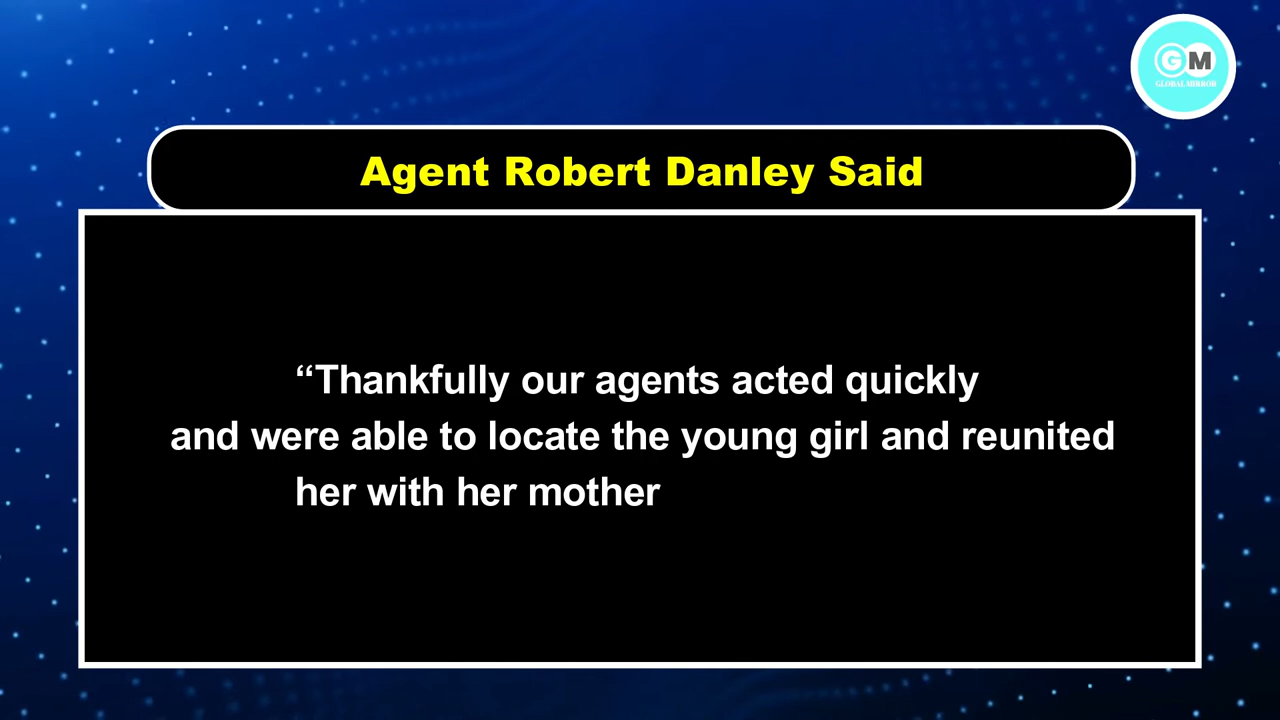 GM
GLOBAL MIRROR
Agent Robert Danley Said
“Thankfully our agents acted quickly
and were able to locate the young girl and reunited
her with her mother